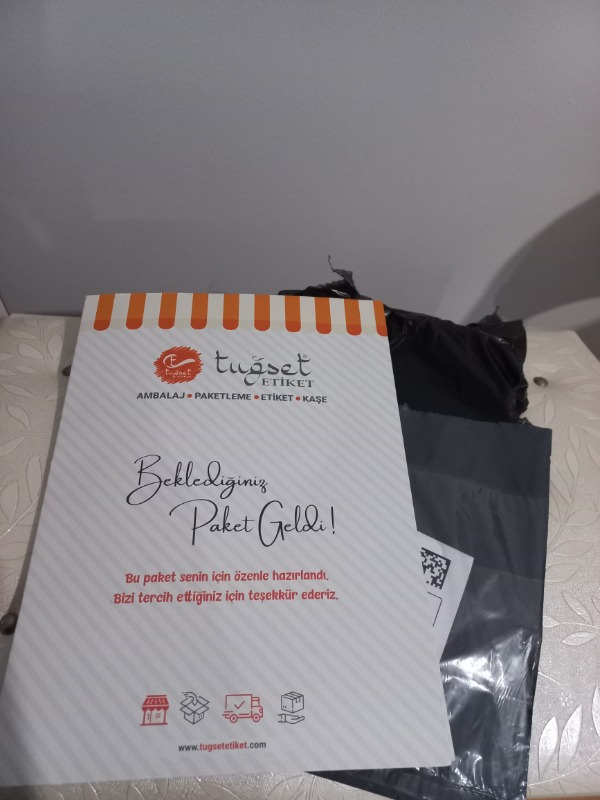 tuğset
tuğset
ETİKET
AMBALAJ • PAKETLEME • ETİKET • KAŞE
Beklediğiniz
Paket Geldi!
Bu paket senin için özenle hazırlandı.
Bizi tercih ettiğiniz için teşekkür ederiz.
www.tugsetetiket.com